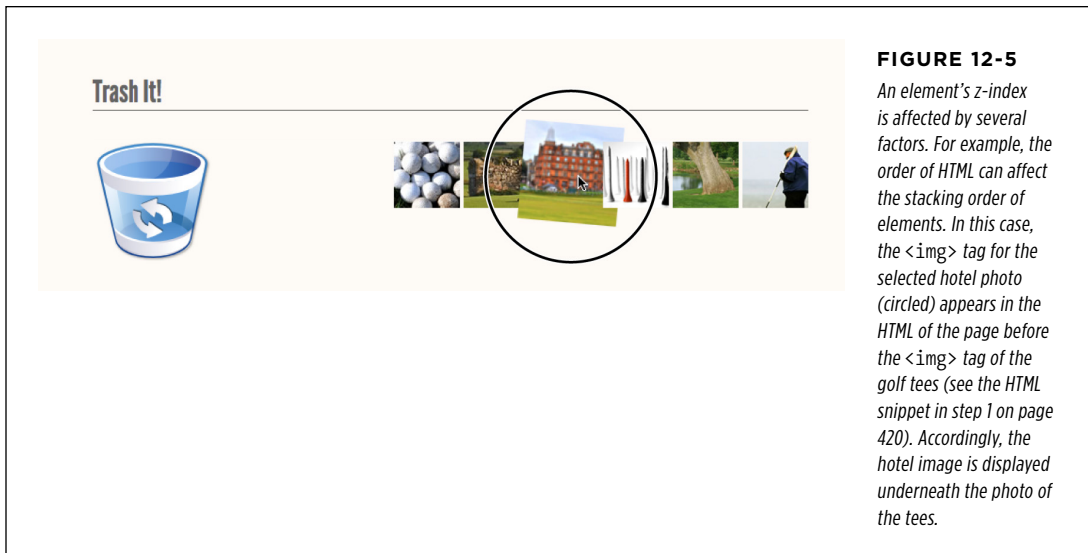 Trash It!
FIGURE 12-5
An element's z-index
is affected by several
factors. For example, the
order of HTML can affect
the stacking order of
elements. In this case,
the <img> tag for the
selected hotel photo
(circled) appears in the
HTML of the page before
the <img> tag of the
golf tees (see the HTML
snippet in step 1 on page
420). Accordingly, the
hotel image is displayed
underneath the photo of
the tees.